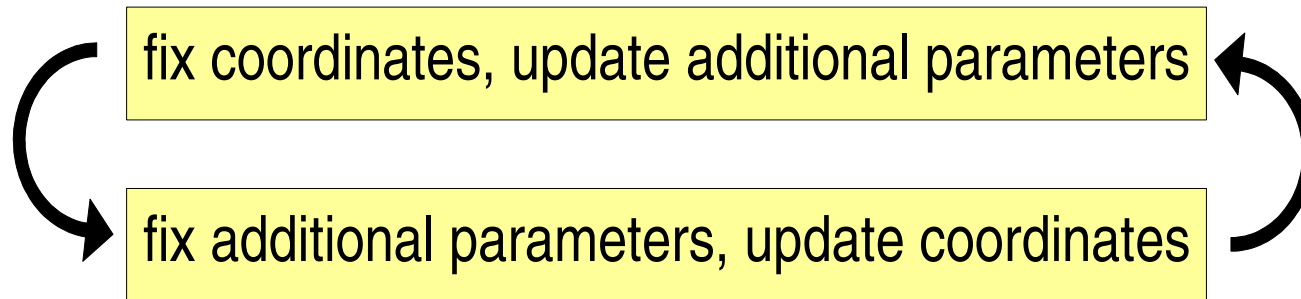 fix coordinates, update additional parameters
fix additional parameters, update coordinates